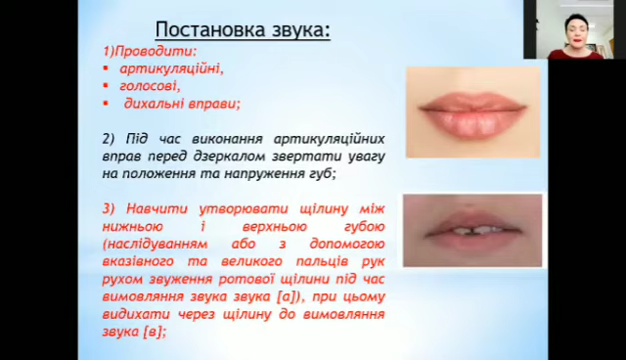 Постановка звука:
1)Проводити:
• артикуляційні,
• голосові,
• дихальні вправи;
2) Під час виконання артикуляційних
вправ перед дзеркалом звертати увагу
на положення та напруження губ;
3) Навчити утворювати щілину між
нижньою і верхньою губою
(наслідуванням або з допомогою
вказівного та великого пальців рук
рухом звуження ротової щілини під час
вимовляння звука звука [а]), при цьому
видихати через щілину до вимовляння
звука [в];